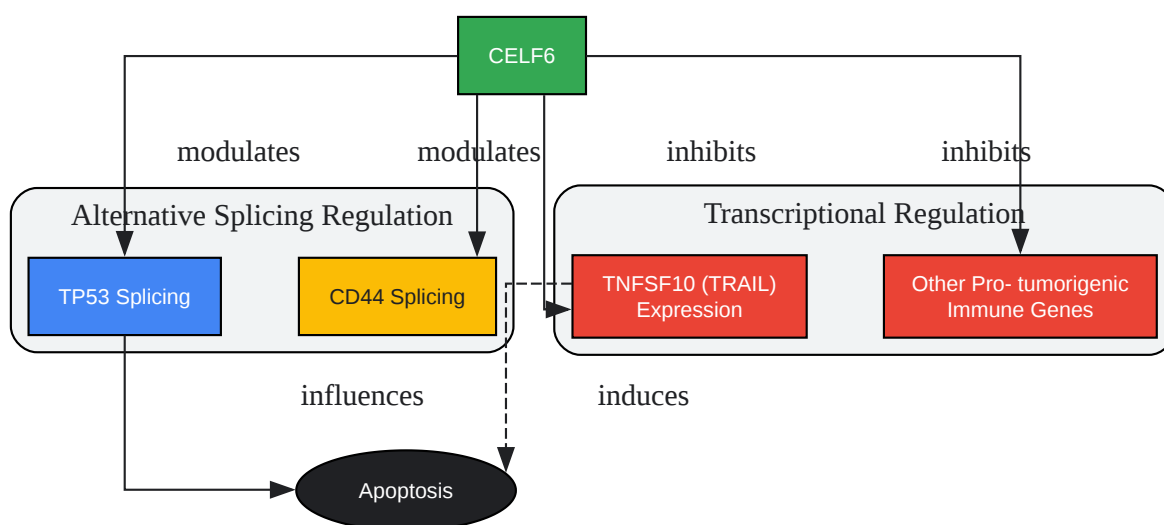 CELF6
modulates
modulates
inhibits
inhibits
Alternative Splicing Regulation
Transcriptional Regulation
TP53 Splicing
CD44 Splicing
TNFSF10 (TRAIL)
Expression
Other Pro- tumorigenic
Immune Genes
influences
induces
Apoptosis